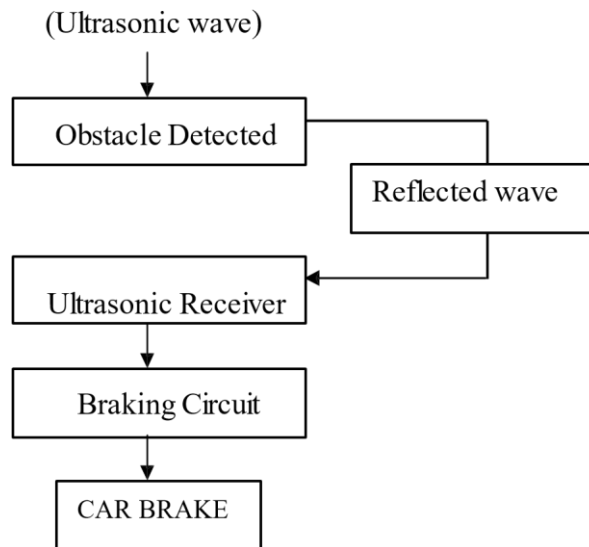 (Ultrasonic wave)
Obstacle Detected
Reflected wave
Ultrasonic Receiver
Braking Circuit
CAR BRAKE